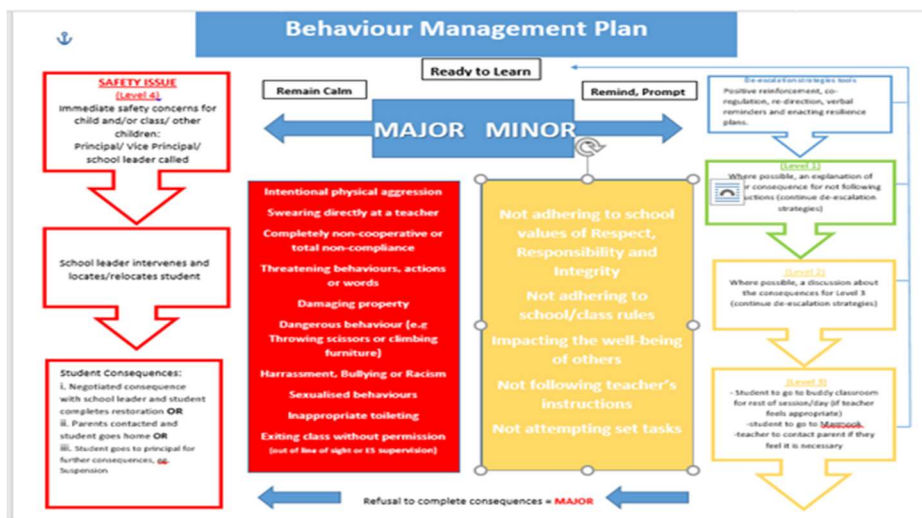 Behaviour Management Plan
Ready to Learn
Remain Calm
Remind, Prompt
MAJOR MINOR
SAFETY ISSUE
(Level 4)
Immediate safety concerns for
child and/or class/ other
children:
Principal/ Vice Principal/
school leader called
School leader intervenes and
locates/relocates student
Student Consequences:
i. Negotiated consequence
with school leader and student
completes restoration OR
ii. Parents contacted and
student goes home OR
iii. Student goes to principal for
further consequences, eg.
Suspension
Intentional physical aggression
Swearing directly at a teacher
Completely non-cooperative or
total non-compliance
Threatening behaviours, actions
or words
Damaging property
Dangerous behaviour (e.g
Throwing scissors or climbing
furniture)
Harrassment, Bullying or Racism
Sexualised behaviours
Inappropriate toileting
Exiting class without permission
(out of line of sight or ES supervision)
Not adhering to school
values of Respect,
Responsibility and
Integrity
Not adhering to
school/class rules
Impacting the well-being
of others
Not following teacher's
instructions
Not attempting set tasks
De-escalation strategies tools
Positive reinforcement, co-
regulation, re-direction, verbal
reminders and enacting resilience
plans.
(Level 1)
Where possible, an explanation of
consequence for not following
(continue de-escalation
strategies)
(Level 2)
Where possible, a discussion about
the consequences for Level 3
(continue de-escalation strategies)
(Level 3)
- Student to go to buddy classroom
for rest of session/day (if teacher
feels appropriate)
-student to go to
-teacher to contact parent if they
feel it is necessary
Refusal to complete consequences = MAJOR